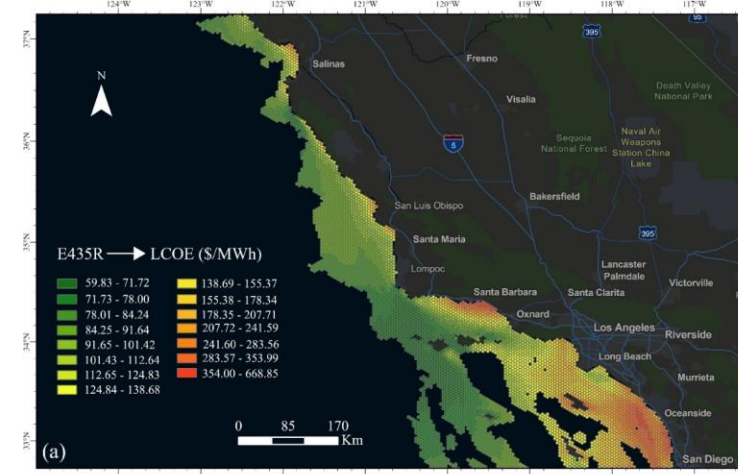 124°W 123°W 122°W 121°W 120°W 119°W 118°W 117°W
37°N
36°N
35°N
34°N
33°N
N
395
Salinas
Fresno
Visalia
Death Valley
National Park
Sequoia
National Forest
Naval Air
Weapons
Station China
Lake
5
San Luis Obispo
Bakersfield
395
Santa Maria
Lompoc
Lancaster
Palmdale
Victorville
Santa Barbara
Santa Clarita
Oxnard
Los Angeles
Riverside
Long Beach
Murrieta
Oceanside
San Diego
E435R → LCOE ($/MWh)
59.83 - 71.72
71.73 - 78.00
78.01 - 84.24
84.25 - 91.64
91.65 - 101.42
101.43 - 112.64
112.65 - 124.83
124.84 - 138.68
138.69 - 155.37
155.38 - 178.34
178.35 - 207.71
207.72 - 241.59
241.60 - 283.56
283.57 - 353.99
354.00 - 668.85
0 85 170
Km
(a)